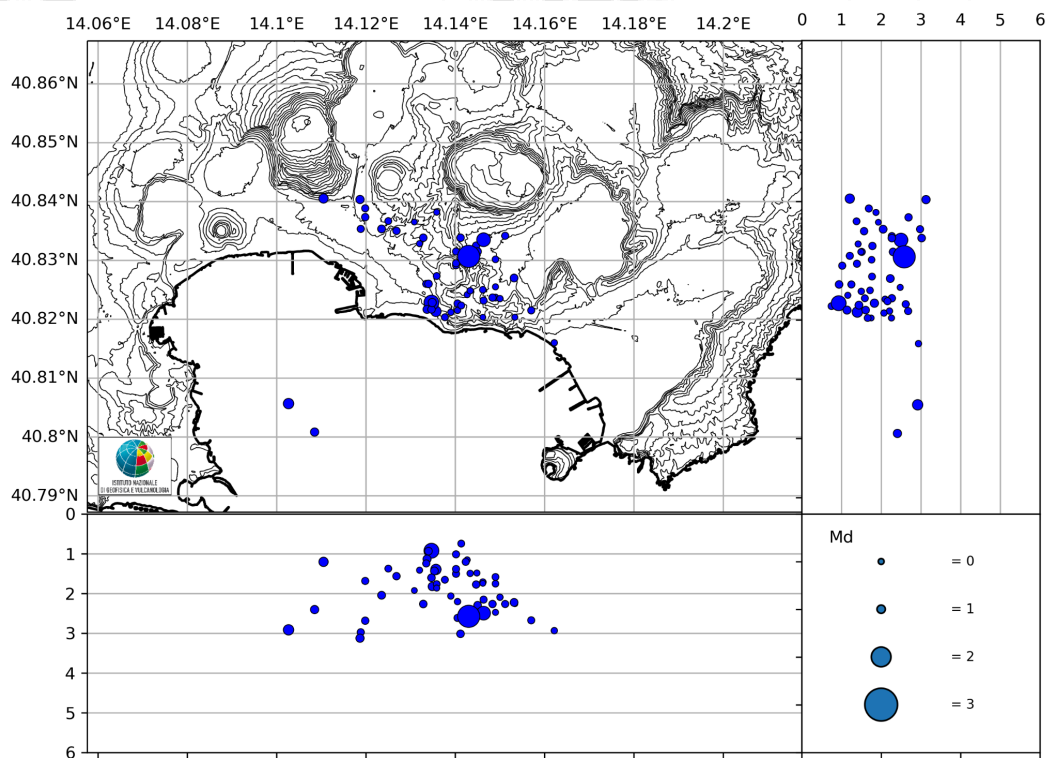 14.06°E 14.08°E 14.1°E 14.12°E 14.14°E 14.16°E 14.18°E 14.2°E 0 1 2 3 4 5 6
40.86°N
40.85°N
40.84°N
40.83°N
40.82°N
40.81°N
40.8°N
40.79°N
ISTITUTO NAZIONALE
DI GEOFISICA E VULCANOLOGIA
0
1
2
3
4
5
6
Md
= 0
= 1
= 2
= 3